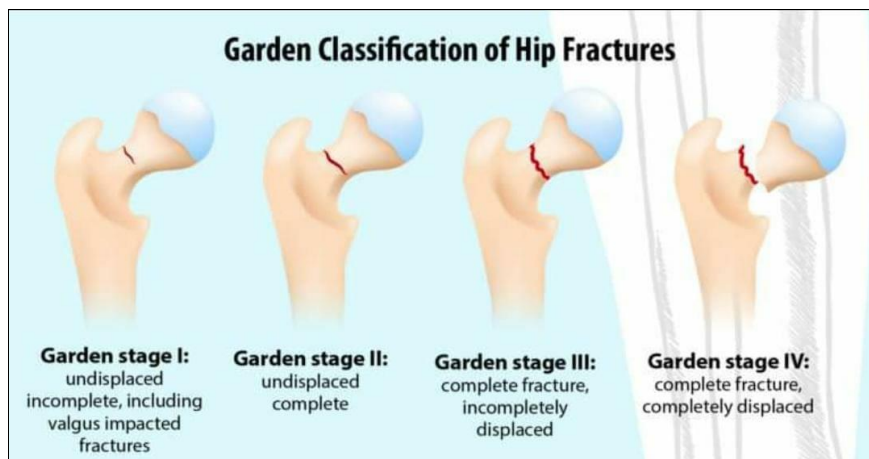 Garden Classification of Hip Fractures
Garden stage I:
undisplaced
incomplete, including
valgus impacted
fractures
Garden stage II:
undisplaced
complete
Garden stage III:
complete fracture,
incompletely
displaced
Garden stage IV:
complete fracture,
completely displaced